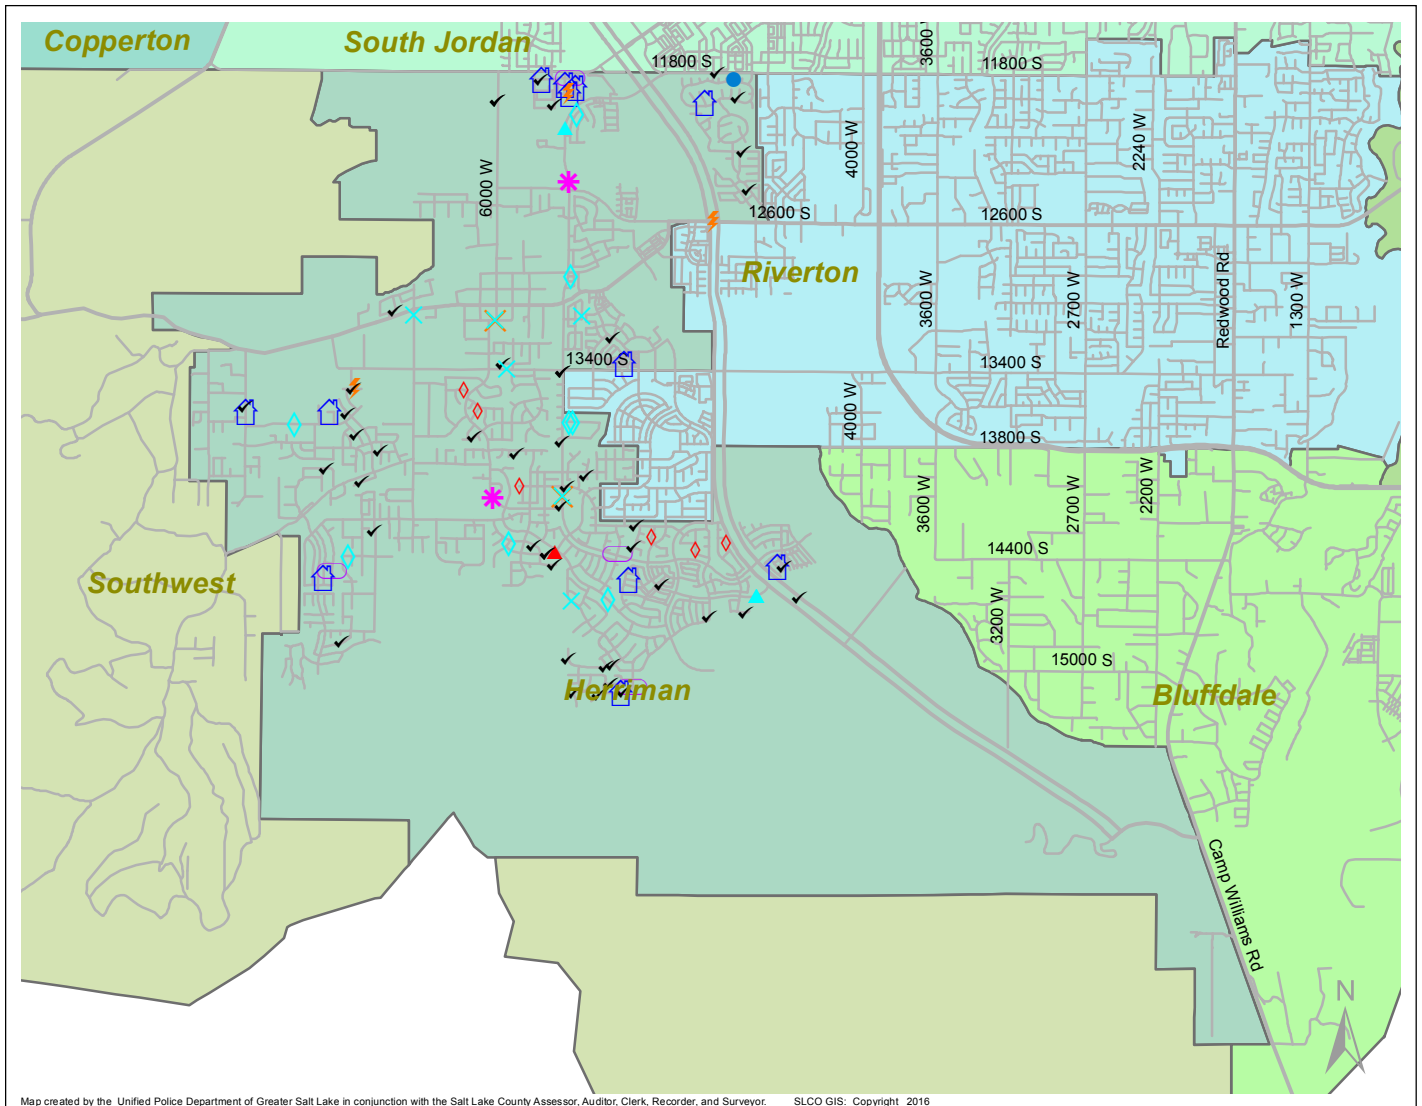 Copperton
South Jordan
3600
11800 S
11800 S
4000 W
2240 W
6000 W
12600 S
12600 S
Riverton
3600 W
2700 W
Redwood Rd
1300 W
13400 S
13400 S
4000 W
13800 S
3600 W
2700 W
2200 W
14400 S
Southwest
3200 W
15000 S
Herriman
Bluffdale
Camp Williams Rd
N
Map created by the Unified Police Department of Greater Salt Lake in conjunction with the Salt Lake County Assessor, Auditor, Clerk, Recorder, and Surveyor. SLCO GIS: Copyright 2016